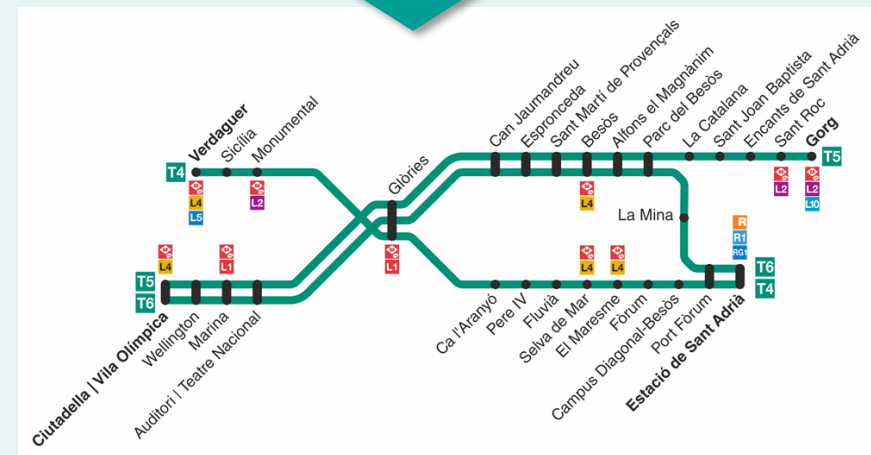 Verdaguer
Sicília
Monumental
T4
M
L4
L5
M
L2
Glòries
M
L1
Can Jaumandreu
Espronceda
Sant Martí de Provençals
Besòs
Alfons el Magnànim
Parc del Besòs
La Catalana
Sant Joan Baptista
Encants de Sant Adrià
Sant Roc
Gorg
T5
M
L4
M
L2
M
L2
L10
La Mina
R
R1
RG1
M
L4
M
L1
T5
T6
Ciutadella | Vila Olímpica
Wellington
Marina
Auditori | Teatre Nacional
M
L4
M
L4
T6
T4
Ca l'Aranyó
Pere IV
Fluvià
Selva de Mar
El Maresme
Fòrum
Campus Diagonal-Besòs
Port Fòrum
Estació de Sant Adrià